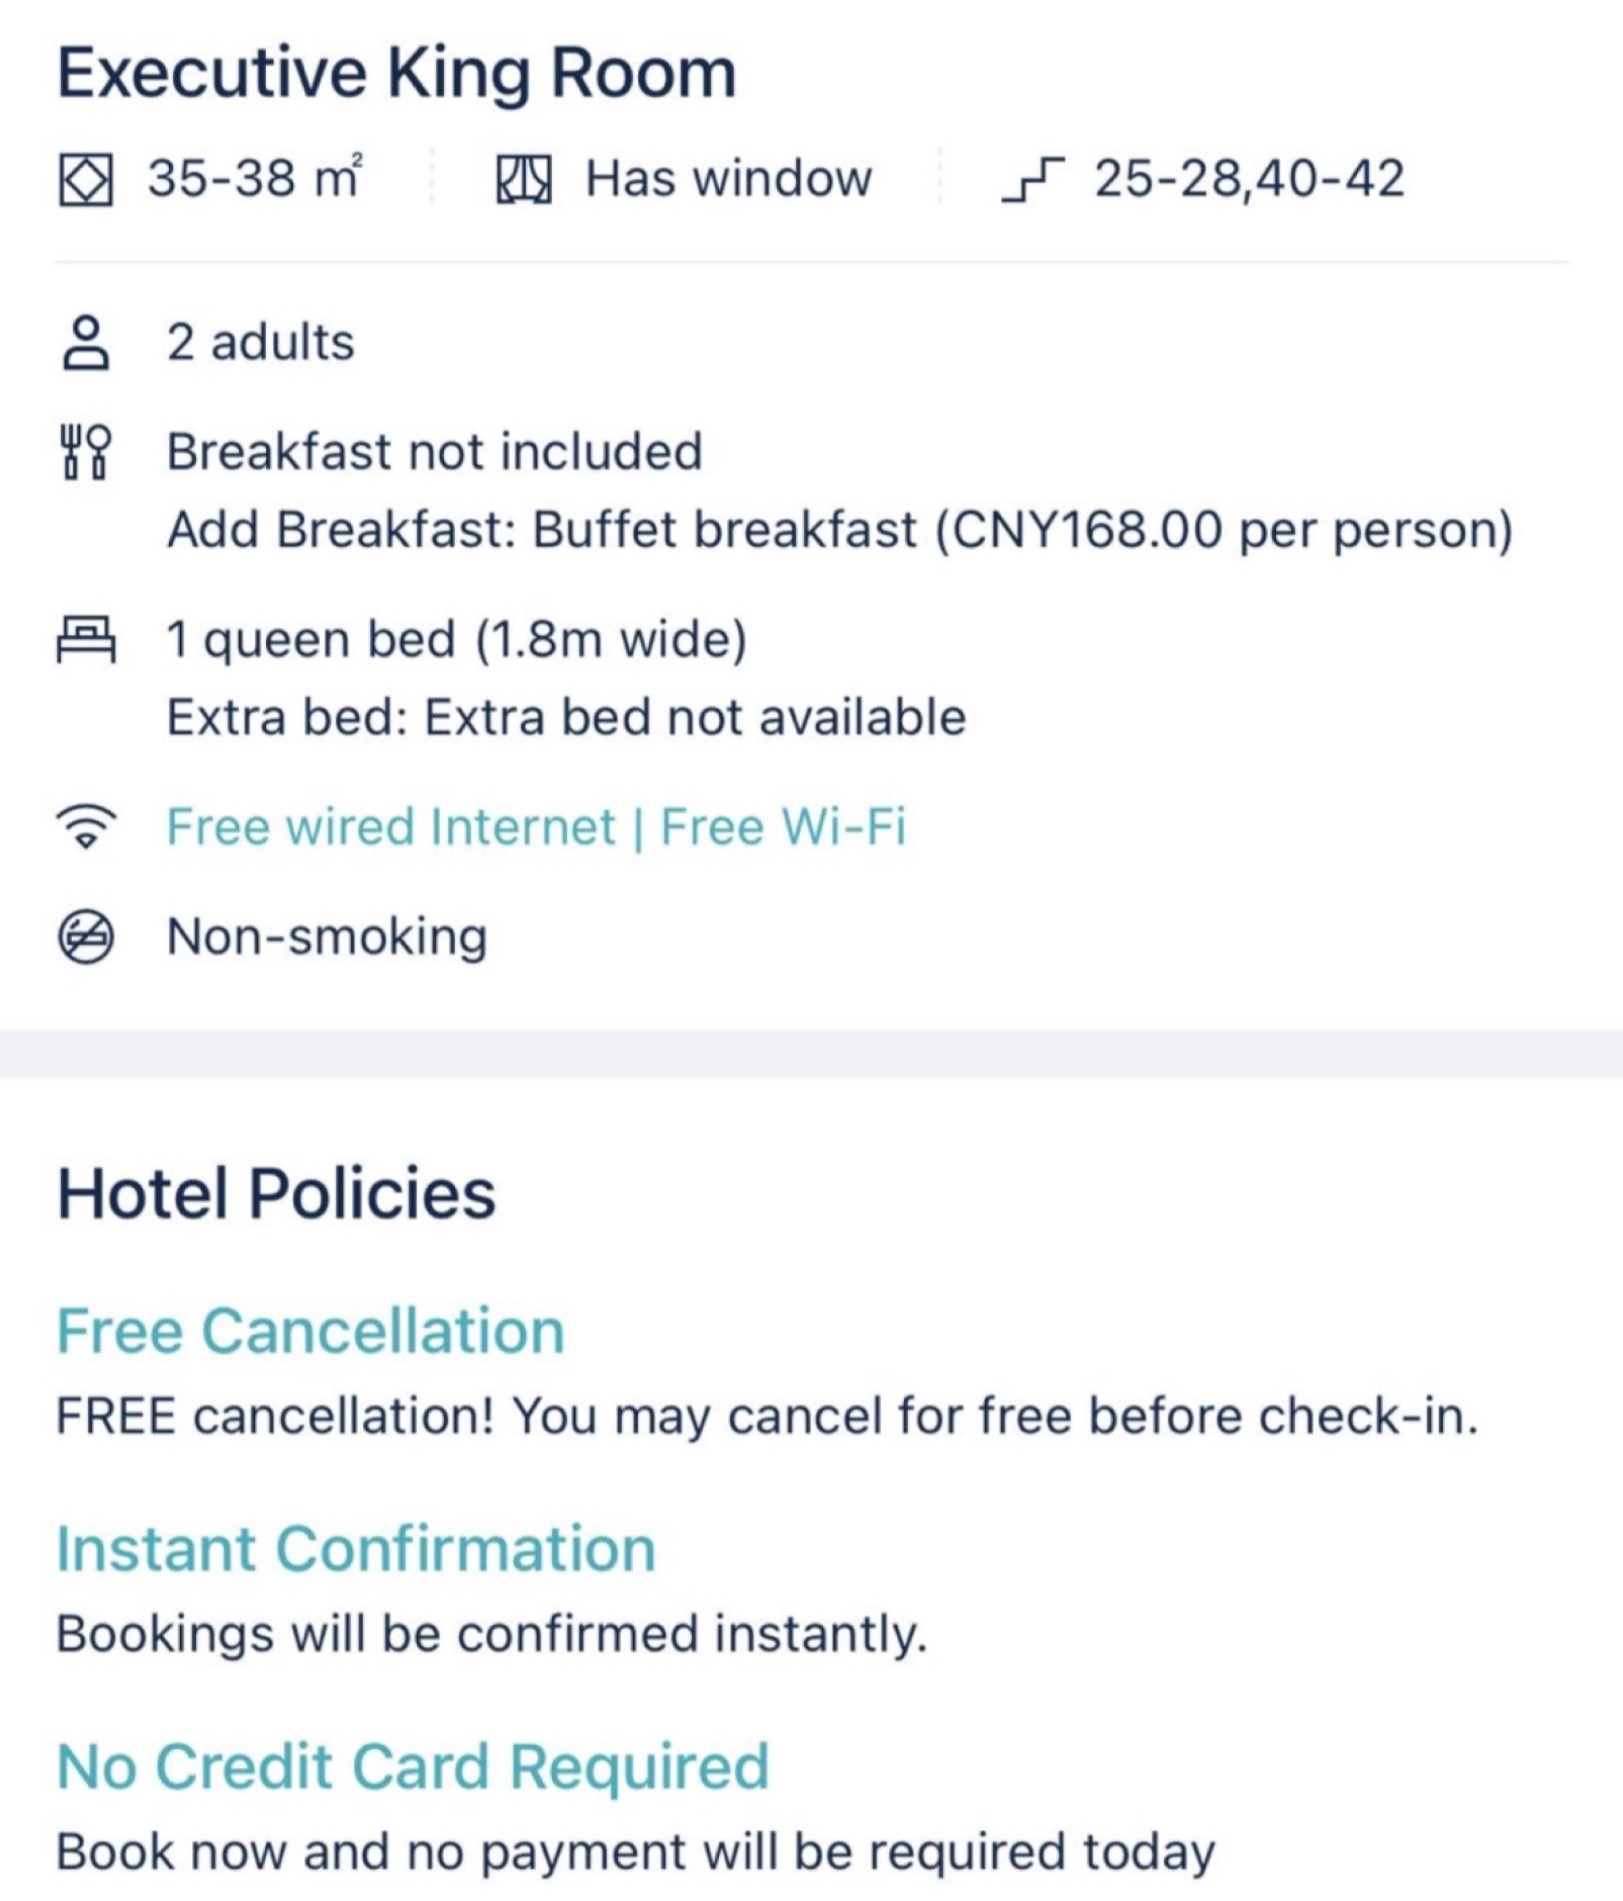 Executive King Room
35-38 m² Has window 25-28,40-42
2 adults
Breakfast not included
Add Breakfast: Buffet breakfast (CNY168.00 per person)
1 queen bed (1.8m wide)
Extra bed: Extra bed not available
Free wired Internet | Free Wi-Fi
Non-smoking
Hotel Policies
Free Cancellation
FREE cancellation! You may cancel for free before check-in.
Instant Confirmation
Bookings will be confirmed instantly.
No Credit Card Required
Book now and no payment will be required today